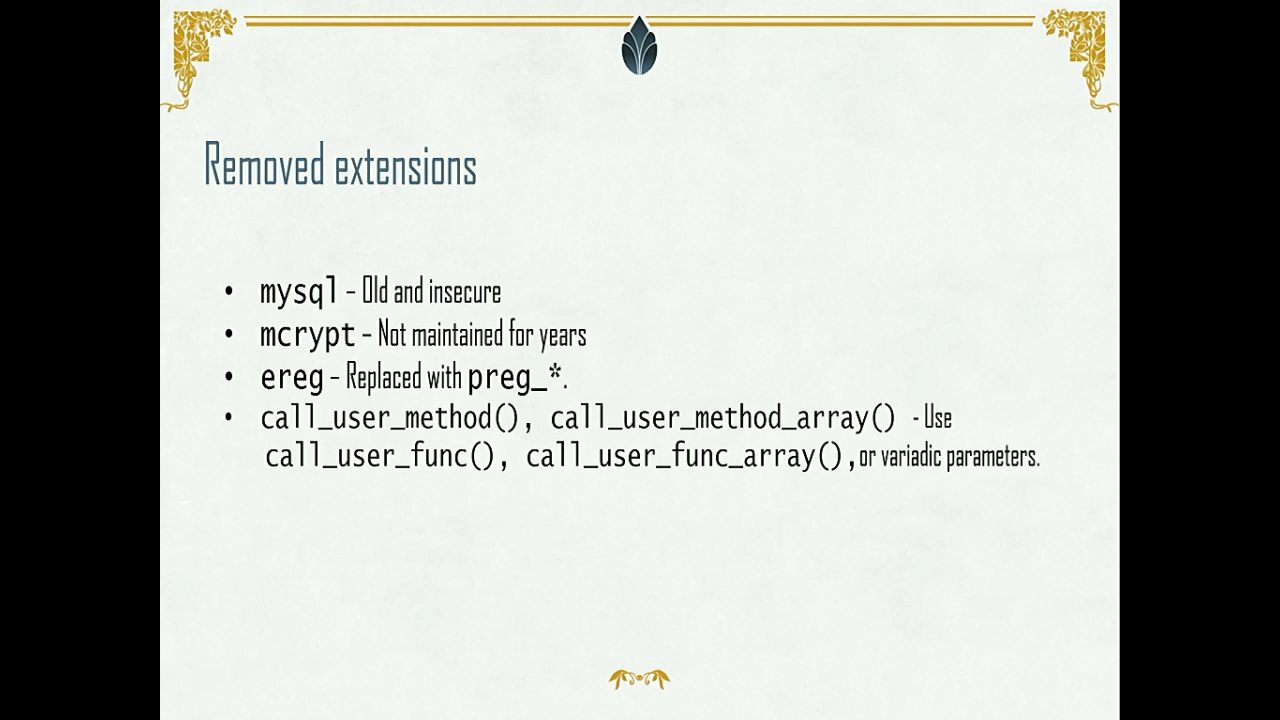 Removed extensions
• mysql – Old and insecure
• mcrypt – Not maintained for years
• ereg – Replaced with preg_*.
• call_user_method(), call_user_method_array() - Use
call_user_func(), call_user_func_array(),or variadic parameters.